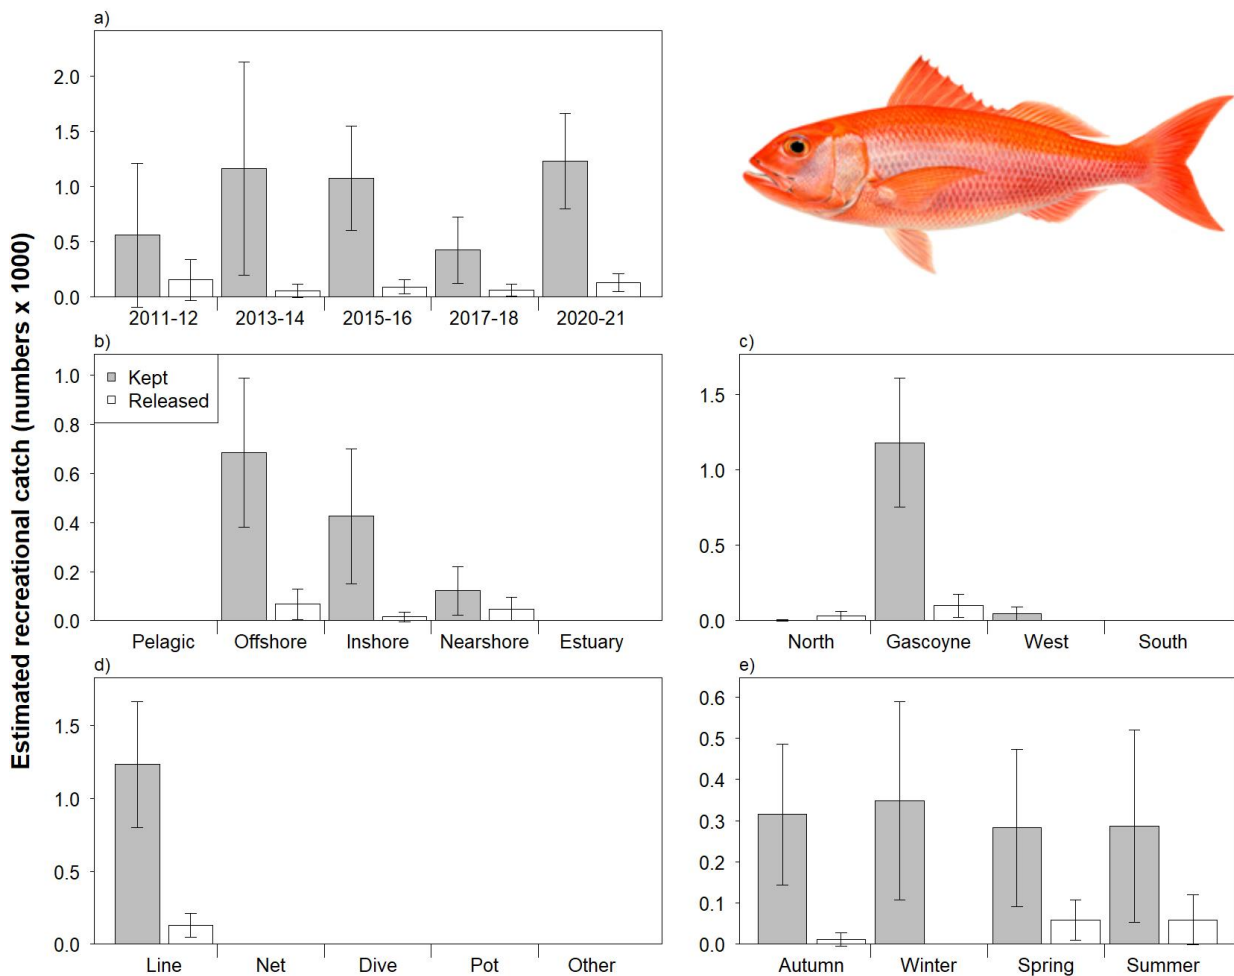 Estimated recreational catch (numbers x 1000)
a)
2.0
1.5
1.0
0.5
0.0
2011-12 2013-14 2015-16 2017-18 2020-21
b)
Kept
Released
1.0
0.8
0.6
0.4
0.2
0.0
Pelagic Offshore Inshore Nearshore Estuary
c)
1.5
1.0
0.5
0.0
North Gascoyne West South
d)
1.5
1.0
0.5
0.0
Line Net Dive Pot Other
e)
0.6
0.5
0.4
0.3
0.2
0.1
0.0
Autumn Winter Spring Summer